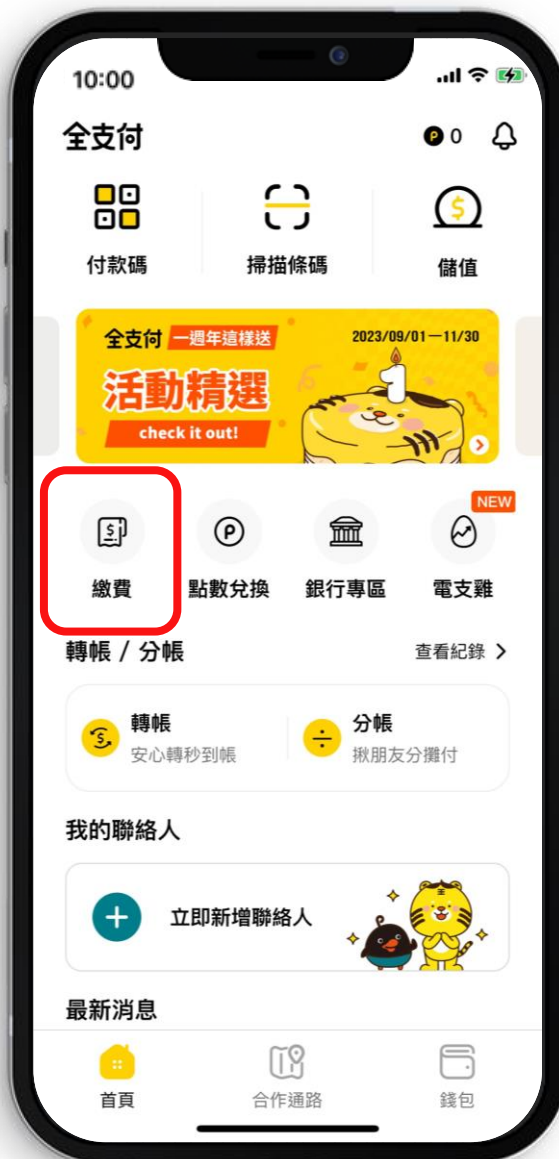 10:00
全支付
P 0
付款碼
掃描條碼
儲值
全支付 一週年這樣送
2023/09/01-11/30
活動精選
check it out!
1
NEW
繳費
點數兌換
銀行專區
電支雞
轉帳 / 分帳
查看紀錄
轉帳
安心轉秒到帳
分帳
揪朋友分攤付
我的聯絡人
立即新增聯絡人
最新消息
首頁
合作通路
錢包